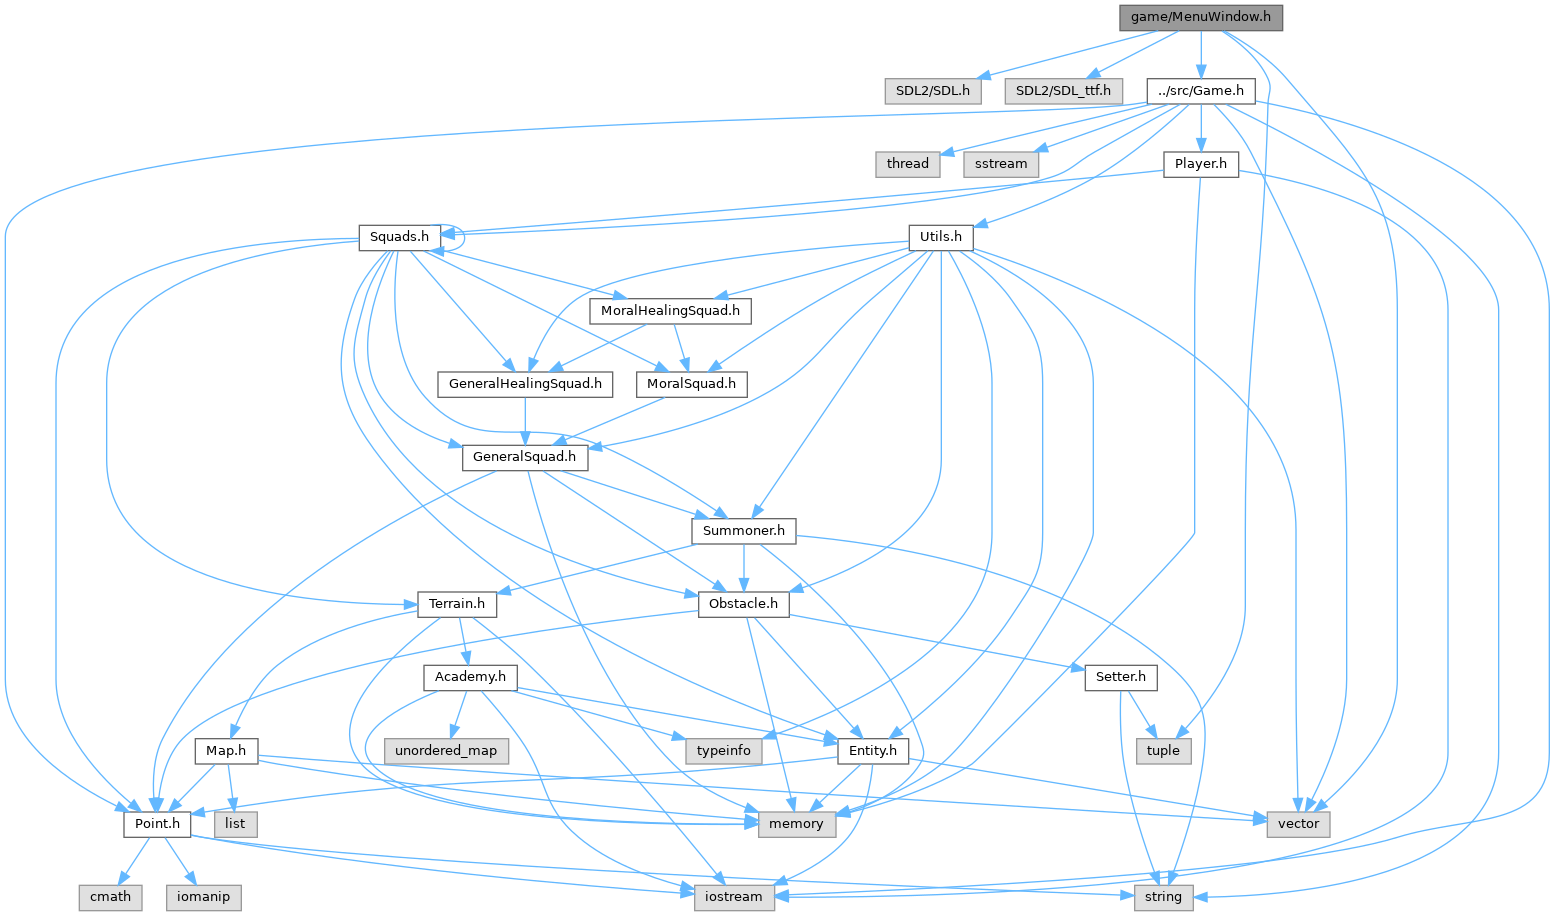 game/MenuWindow.h
SDL2/SDL.h
SDL2/SDL_ttf.h
../src/Game.h
thread
sstream
Player.h
Squads.h
Utils.h
MoralHealingSquad.h
GeneralHealingSquad.h
MoralSquad.h
GeneralSquad.h
Summoner.h
Terrain.h
Obstacle.h
Academy.h
Setter.h
Map.h
unordered_map
typeinfo
Entity.h
tuple
Point.h
list
memory
vector
cmath
iomanip
iostream
string